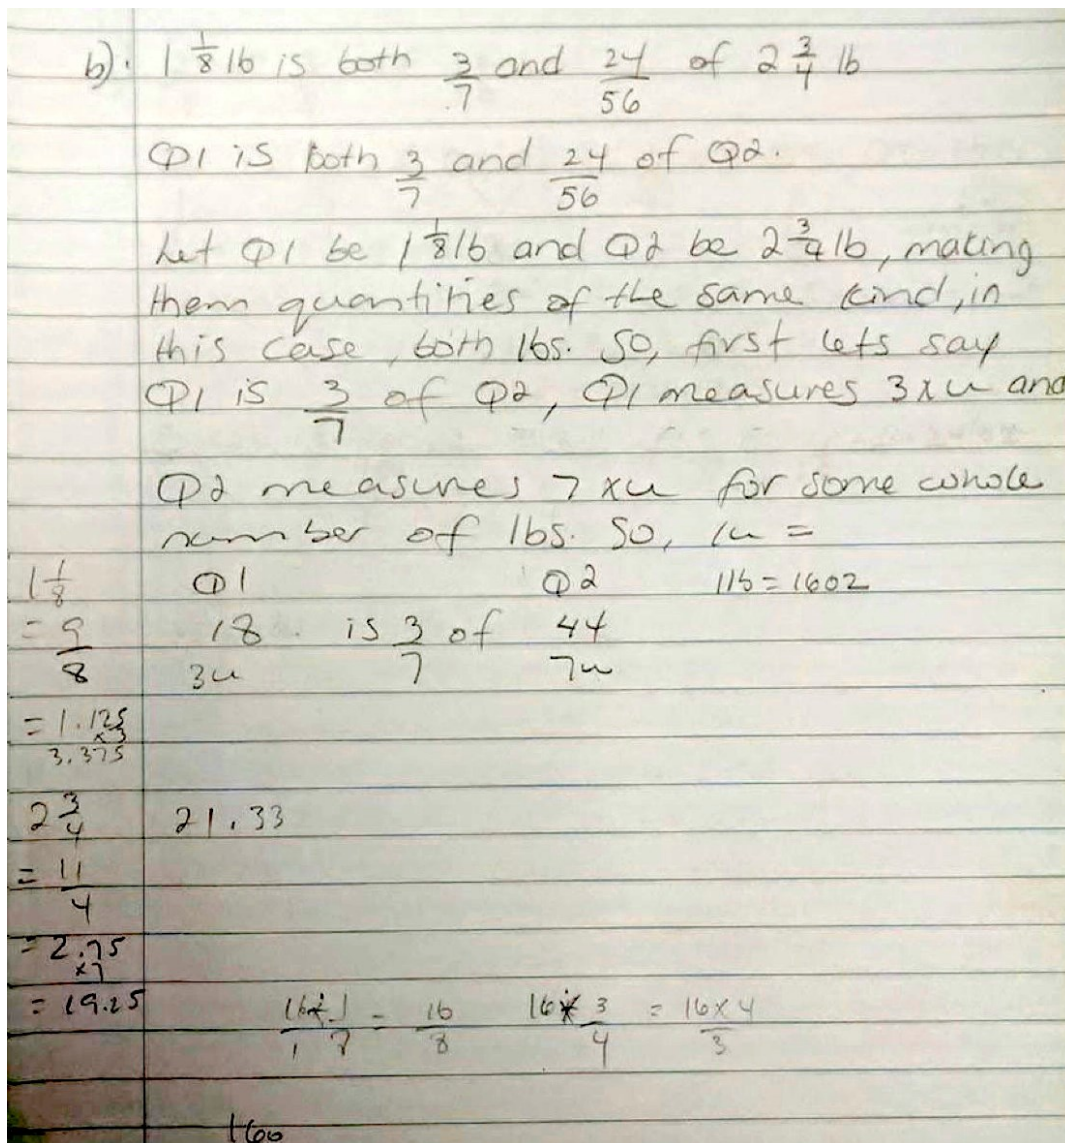 b). 1 1/8 lb is both 3/7 and 24/56 of 2 3/4 lb
Q1 is both 3/7 and 24/56 of Q2.
Let Q1 be 1 1/8 lb and Q2 be 2 3/4 lb, making
them quantities of the same kind, in
this case, both lbs. So, first lets say
Q1 is 3/7 of Q2, Q1 measures 3xu and
Q2 measures 7xu for some whole
number of lbs. So, 1u =
1 1/8 Q1 Q2 1lb = 16oz
= 9/8 18 is 3/7 of 44
3u 7u
= 1.125
x3
3.375
2 3/4 21.33
= 11/4
= 2.75
x7
= 19.25
16/1 ÷ 1/8 = 16/8 16 ÷ 3/4 = 16x4/3